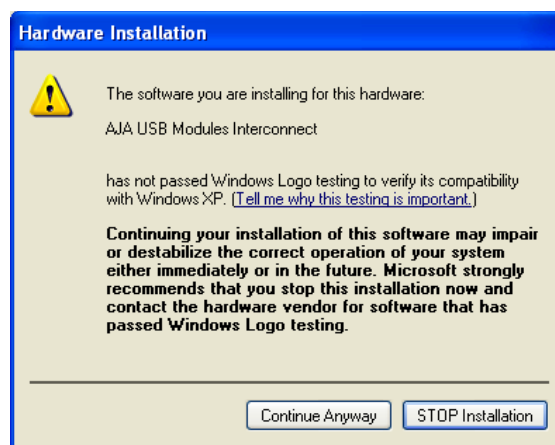 Hardware Installation
The software you are installing for this hardware:
AJA USB Modules Interconnect
has not passed Windows Logo testing to verify its compatibility
with Windows XP. (Tell me why this testing is important.)
Continuing your installation of this software may impair
or destabilize the correct operation of your system
either immediately or in the future. Microsoft strongly
recommends that you stop this installation now and
contact the hardware vendor for software that has
passed Windows Logo testing.
Continue Anyway STOP Installation